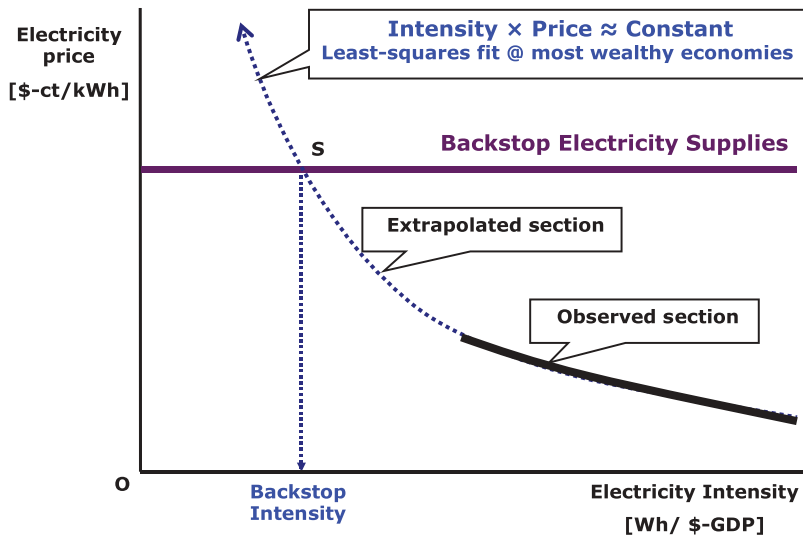 Electricity
price
[$-ct/kWh]
Intensity × Price ≈ Constant
Least-squares fit @ most wealthy economies
S
Backstop Electricity Supplies
Extrapolated section
Observed section
O
Backstop
Intensity
Electricity Intensity
[Wh/ $-GDP]